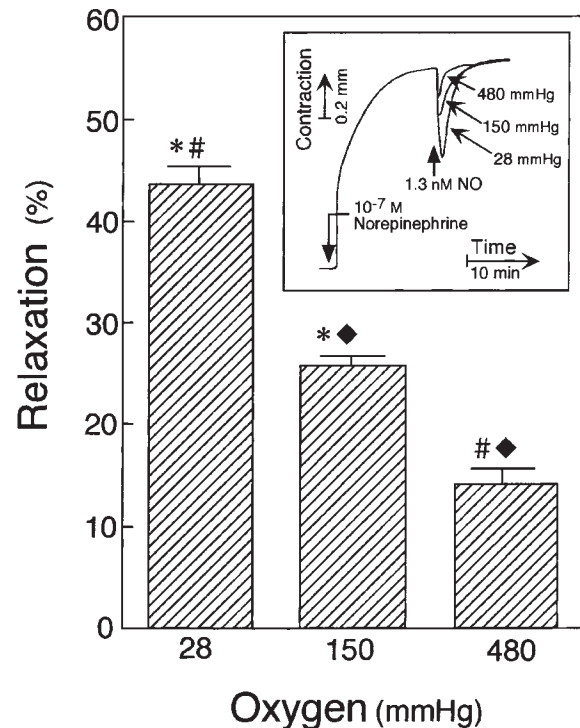 Relaxation (%)
60
50
40
30
20
10
0
*#
*◆
#◆
28
150
480
Oxygen (mmHg)
Contraction
0.2 mm
480 mmHg
150 mmHg
28 mmHg
1.3 nM NO
10⁻⁷ M
Norepinephrine
Time
10 min